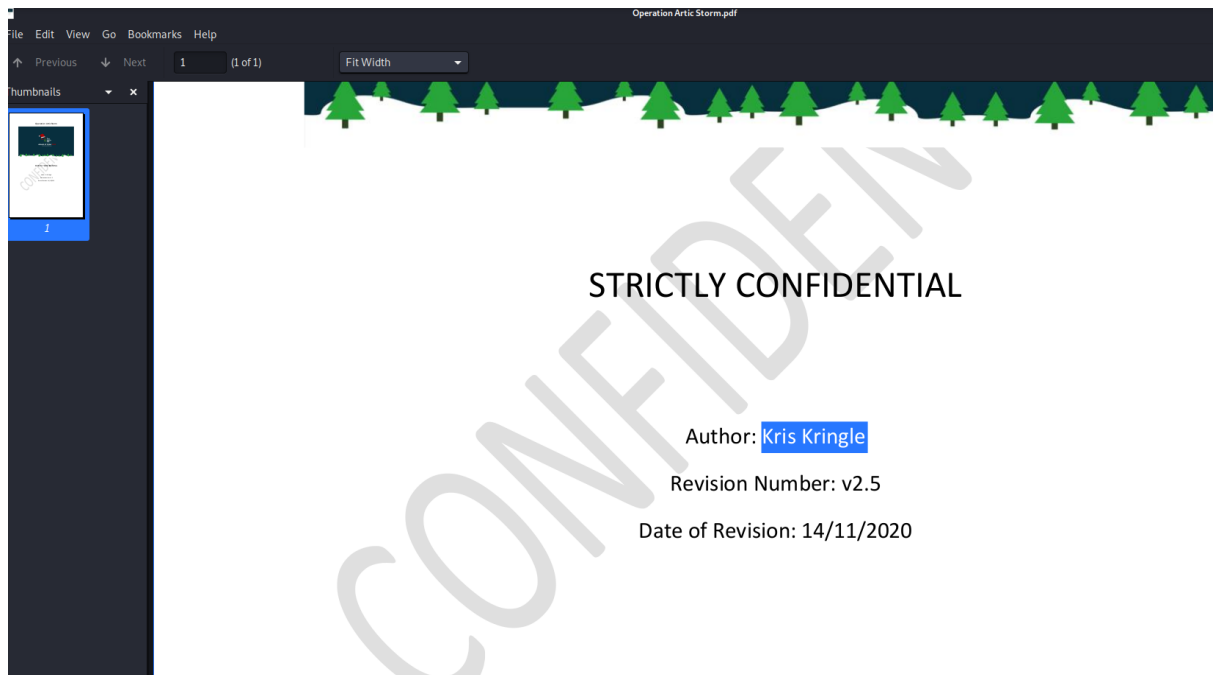 Operation Artic Storm.pdf
File Edit View Go Bookmarks Help
Previous Next 1 (1 of 1) Fit Width
Thumbnails
1
CONFIDEN
STRICTLY CONFIDENTIAL
Author: Kris Kringle
Revision Number: v2.5
Date of Revision: 14/11/2020